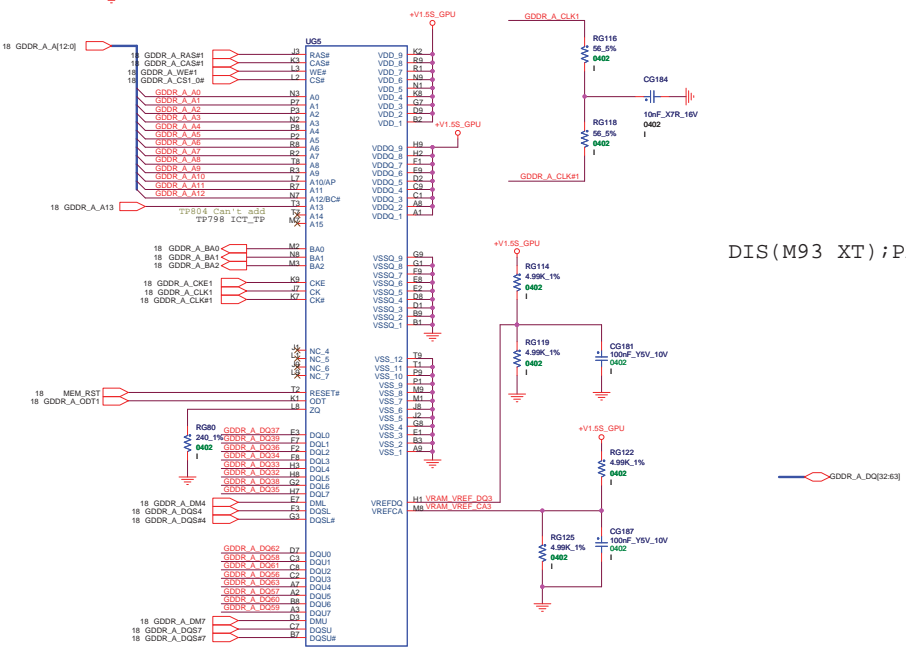 18 GDDR_A_A[12:0]
18 GDDR_A_RAS#1
18 GDDR_A_CAS#1
18 GDDR_A_WE#1
18 GDDR_A_CS1_0#
GDDR_A_A0
GDDR_A_A1
GDDR_A_A2
GDDR_A_A3
GDDR_A_A4
GDDR_A_A5
GDDR_A_A6
GDDR_A_A7
GDDR_A_A8
GDDR_A_A9
GDDR_A_A10
GDDR_A_A11
GDDR_A_A12
18 GDDR_A_A13
TP804 Can't add
TP798 ICT_TP
18 GDDR_A_BA0
18 GDDR_A_BA1
18 GDDR_A_BA2
18 GDDR_A_CKE1
18 GDDR_A_CLK1
18 GDDR_A_CLK#1
18 MEM_RST
18 GDDR_A_ODT1
RG80
240_1%
0402
I
GDDR_A_DQ37
GDDR_A_DQ39
GDDR_A_DQ36
GDDR_A_DQ34
GDDR_A_DQ33
GDDR_A_DQ32
GDDR_A_DQ38
GDDR_A_DQ35
18 GDDR_A_DM4
18 GDDR_A_DQS4
18 GDDR_A_DQS#4
GDDR_A_DQ62
GDDR_A_DQ58
GDDR_A_DQ61
GDDR_A_DQ56
GDDR_A_DQ63
GDDR_A_DQ57
GDDR_A_DQ60
GDDR_A_DQ59
18 GDDR_A_DM7
18 GDDR_A_DQS7
18 GDDR_A_DQS#7
UG5
J3 RAS#
K3 CAS#
L3 WE#
L2 CS#
N3 A0
P7 A1
P3 A2
N2 A3
P8 A4
P2 A5
R8 A6
R2 A7
T8 A8
R3 A9
L7 A10/AP
R7 A11
N7 A12/BC#
T3 A13
A14
A15
M2 BA0
N8 BA1
M3 BA2
K9 CKE
J7 CK
K7 CK#
NC_4
NC_5
NC_6
NC_7
T2 RESET#
K1 ODT
L8 ZQ
E3 DQL0
F7 DQL1
F2 DQL2
F8 DQL3
H3 DQL4
H8 DQL5
G2 DQL6
H7 DQL7
E7 DML
F3 DQSL
G3 DQSL#
D7 DQU0
C3 DQU1
C8 DQU2
C2 DQU3
A7 DQU4
A2 DQU5
B8 DQU6
A3 DQU7
D3 DMU
C7 DQSU
B7 DQSU#
+V1.5S_GPU
VDD_9 K2
VDD_8 R9
VDD_7 R1
VDD_6 N9
VDD_5 N1
VDD_4 K8
VDD_3 G7
VDD_2 D9
VDD_1 B2
+V1.5S_GPU
VDDQ_9 H9
VDDQ_8 H2
VDDQ_7 F1
VDDQ_6 E9
VDDQ_5 D2
VDDQ_4 C9
VDDQ_3 C1
VDDQ_2 A8
VDDQ_1 A1
VSSQ_9 G9
VSSQ_8 G1
VSSQ_7 F9
VSSQ_6 E8
VSSQ_5 E2
VSSQ_4 D8
VSSQ_3 D1
VSSQ_2 B9
VSSQ_1 B1
VSS_12 T9
VSS_11 T1
VSS_10 P9
VSS_9 P1
VSS_8 M9
VSS_7 M1
VSS_6 J8
VSS_5 J2
VSS_4 G8
VSS_3 E1
VSS_2 B3
VSS_1 A9
VREFDQ H1 VRAM_VREF_DQ3
VREFCA M8 VRAM_VREF_CA3
GDDR_A_CLK1
RG116
56_5%
0402
I
CG184
10nF_X7R_16V
0402
I
RG118
56_5%
0402
I
GDDR_A_CLK#1
+V1.5S_GPU
RG114
4.99K_1%
0402
I
RG119
4.99K_1%
0402
I
CG181
100nF_Y5V_10V
0402
I
+V1.5S_GPU
RG122
4.99K_1%
0402
I
RG125
4.99K_1%
0402
I
CG187
100nF_Y5V_10V
0402
I
DIS(M93 XT);P
GDDR_A_DQ[32:63]